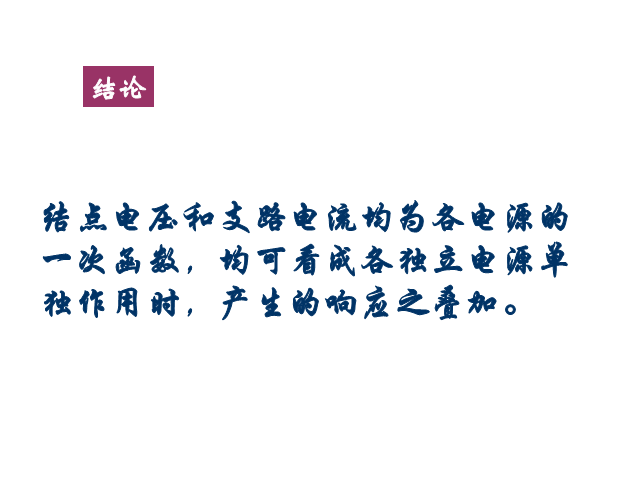 结论
结点电压和支路电流均为各电源的
一次函数，均可看成各独立电源单
独作用时，产生的响应之叠加。